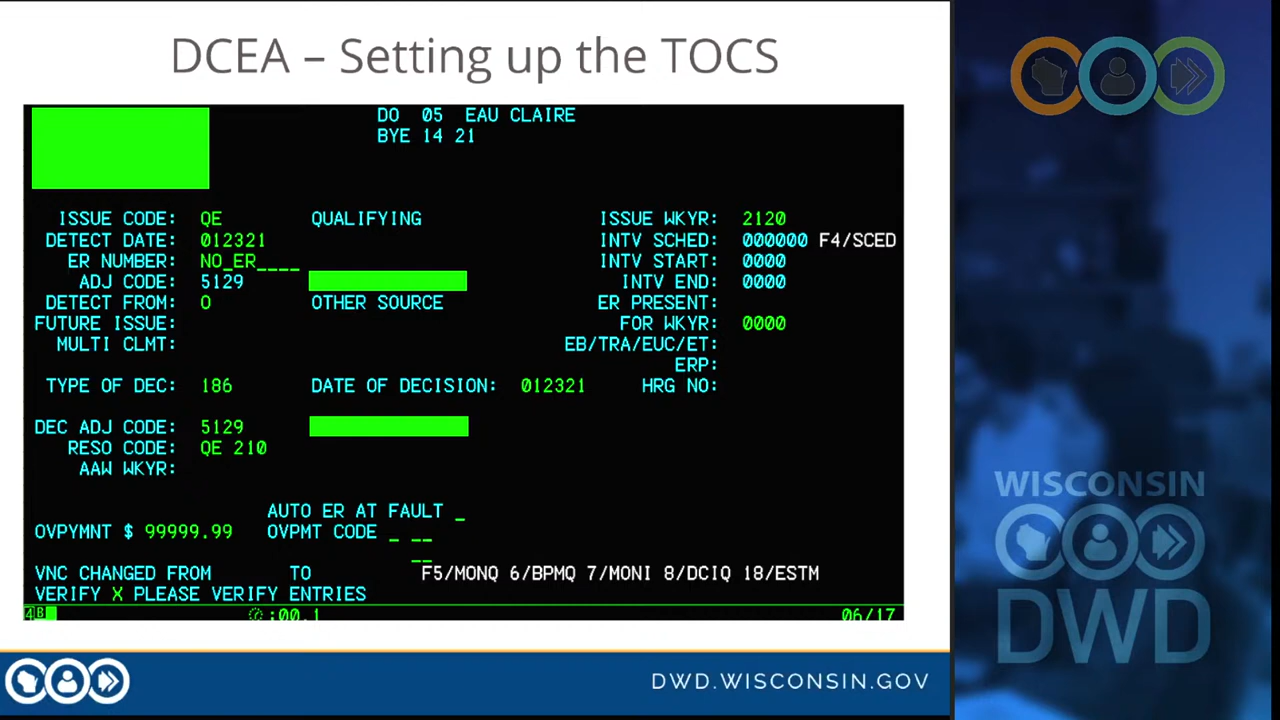 DCEA – Setting up the TOCS
DO 05 EAU CLAIRE
BYE 14 21
ISSUE CODE: QE QUALIFYING ISSUE WKYR: 2120
DETECT DATE: 012321 INTV SCHED: 000000 F4/SCED
ER NUMBER: NO_ER____ INTV START: 0000
ADJ CODE: 5129 INTV END: 0000
DETECT FROM: O OTHER SOURCE ER PRESENT:
FUTURE ISSUE: FOR WKYR: 0000
MULTI CLMT: EB/TRA/EUC/ET:
ERP:
TYPE OF DEC: 186 DATE OF DECISION: 012321 HRG NO:
DEC ADJ CODE: 5129
RESO CODE: QE 210
AAW WKYR:
AUTO ER AT FAULT _
OVPYMNT $ 99999.99 OVPMT CODE _ __
__
VNC CHANGED FROM TO F5/MONQ 6/BPMQ 7/MONI 8/DCIQ 18/ESTM
VERIFY X PLEASE VERIFY ENTRIES
4B :00.1 06/17
WISCONSIN
DWD
DWD.WISCONSIN.GOV